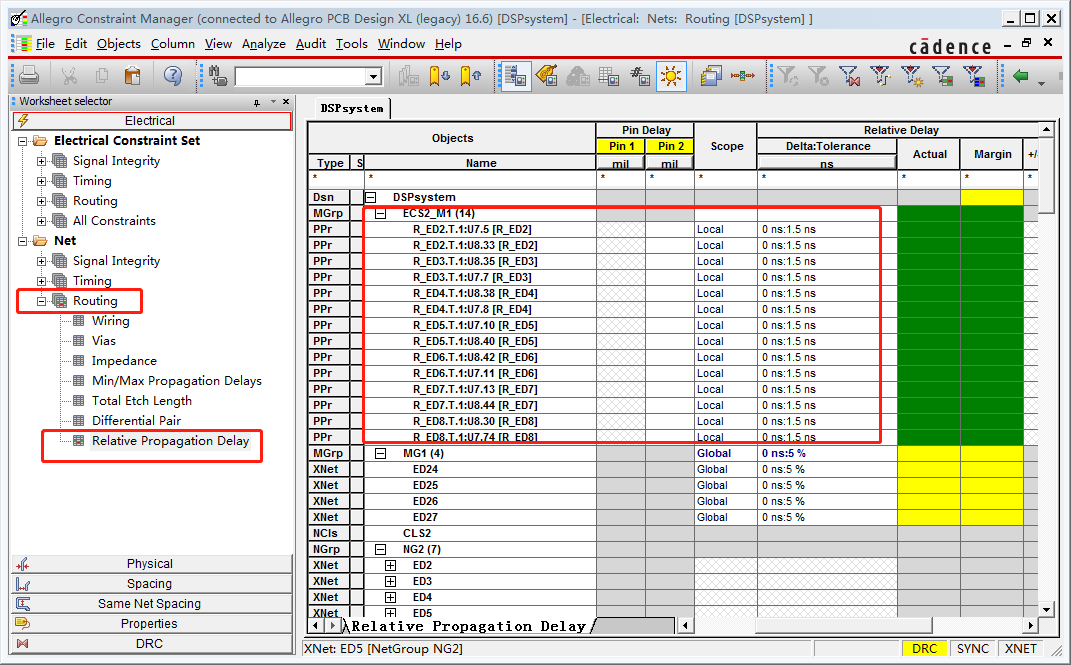 Allegro Constraint Manager (connected to Allegro PCB Design XL (legacy) 16.6) [DSPsystem] - [Electrical: Nets: Routing [DSPsystem] ]
File Edit Objects Column View Analyze Audit Tools Window Help
cādence
Worksheet selector
Electrical
Electrical Constraint Set
Signal Integrity
Timing
Routing
All Constraints
Net
Signal Integrity
Timing
Routing
Wiring
Vias
Impedance
Min/Max Propagation Delays
Total Etch Length
Differential Pair
Relative Propagation Delay
Physical
Spacing
Same Net Spacing
Properties
DRC
DSPsystem
Objects Pin Delay Scope Relative Delay
Pin 1 Pin 2 Delta:Tolerance Actual Margin +/
Type S Name mil mil ns
* * * * * * * * *
Dsn DSPsystem
MGrp ECS2_M1 (14)
PPr R_ED2.T.1:U7.5 [R_ED2] Local 0 ns:1.5 ns
PPr R_ED2.T.1:U8.33 [R_ED2] Local 0 ns:1.5 ns
PPr R_ED3.T.1:U8.35 [R_ED3] Local 0 ns:1.5 ns
PPr R_ED3.T.1:U7.7 [R_ED3] Local 0 ns:1.5 ns
PPr R_ED4.T.1:U8.38 [R_ED4] Local 0 ns:1.5 ns
PPr R_ED4.T.1:U7.8 [R_ED4] Local 0 ns:1.5 ns
PPr R_ED5.T.1:U7.10 [R_ED5] Local 0 ns:1.5 ns
PPr R_ED5.T.1:U8.40 [R_ED5] Local 0 ns:1.5 ns
PPr R_ED6.T.1:U8.42 [R_ED6] Local 0 ns:1.5 ns
PPr R_ED6.T.1:U7.11 [R_ED6] Local 0 ns:1.5 ns
PPr R_ED7.T.1:U7.13 [R_ED7] Local 0 ns:1.5 ns
PPr R_ED7.T.1:U8.44 [R_ED7] Local 0 ns:1.5 ns
PPr R_ED8.T.1:U8.30 [R_ED8] Local 0 ns:1.5 ns
PPr R_ED8.T.1:U7.74 [R_ED8] Local 0 ns:1.5 ns
MGrp MG1 (4) Global 0 ns:5 %
XNet ED24 Global 0 ns:5 %
XNet ED25 Global 0 ns:5 %
XNet ED26 Global 0 ns:5 %
XNet ED27 Global 0 ns:5 %
NCls CLS2
NGrp NG2 (7)
XNet ED2
XNet ED3
XNet ED4
XNet ED5
Relative Propagation Delay
XNet: ED5 [NetGroup NG2] DRC SYNC XNET